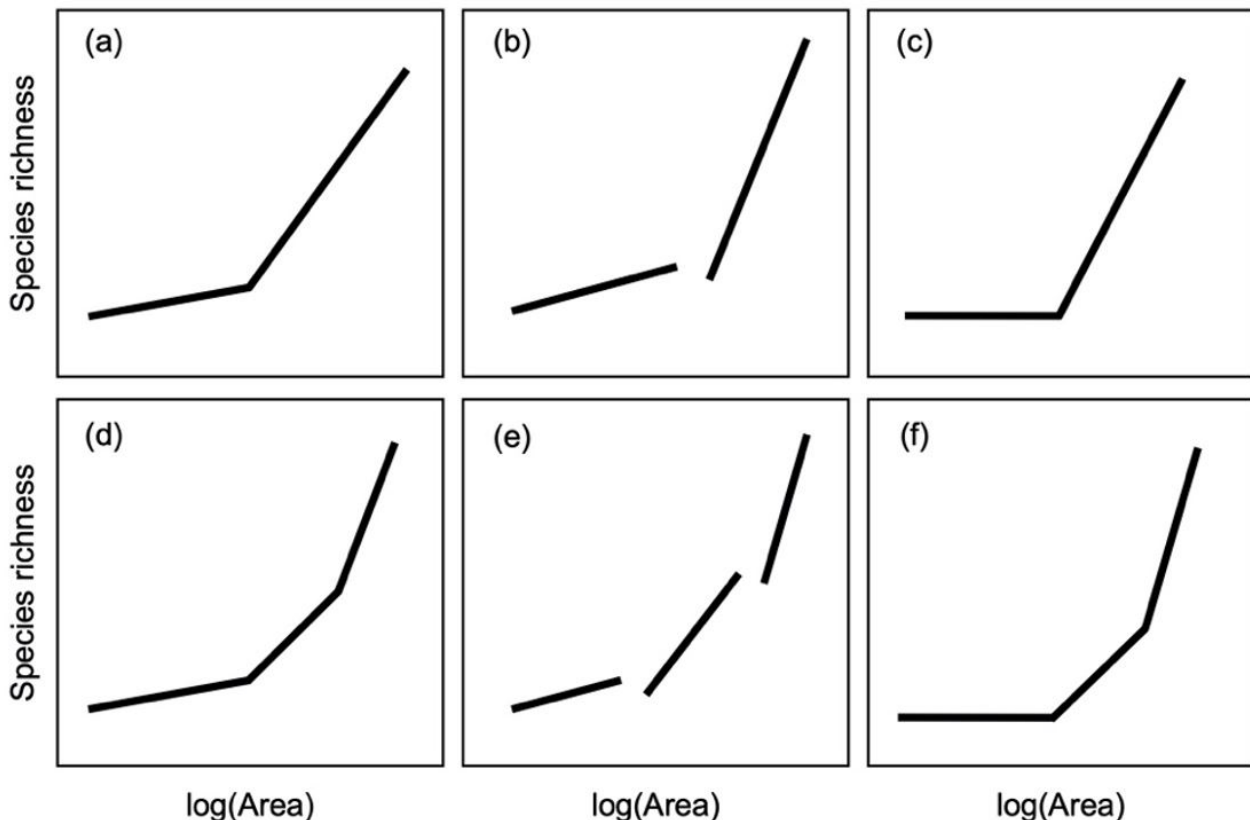 (a)
(b)
(c)
Species richness
(d)
(e)
(f)
Species richness
log(Area)
log(Area)
log(Area)